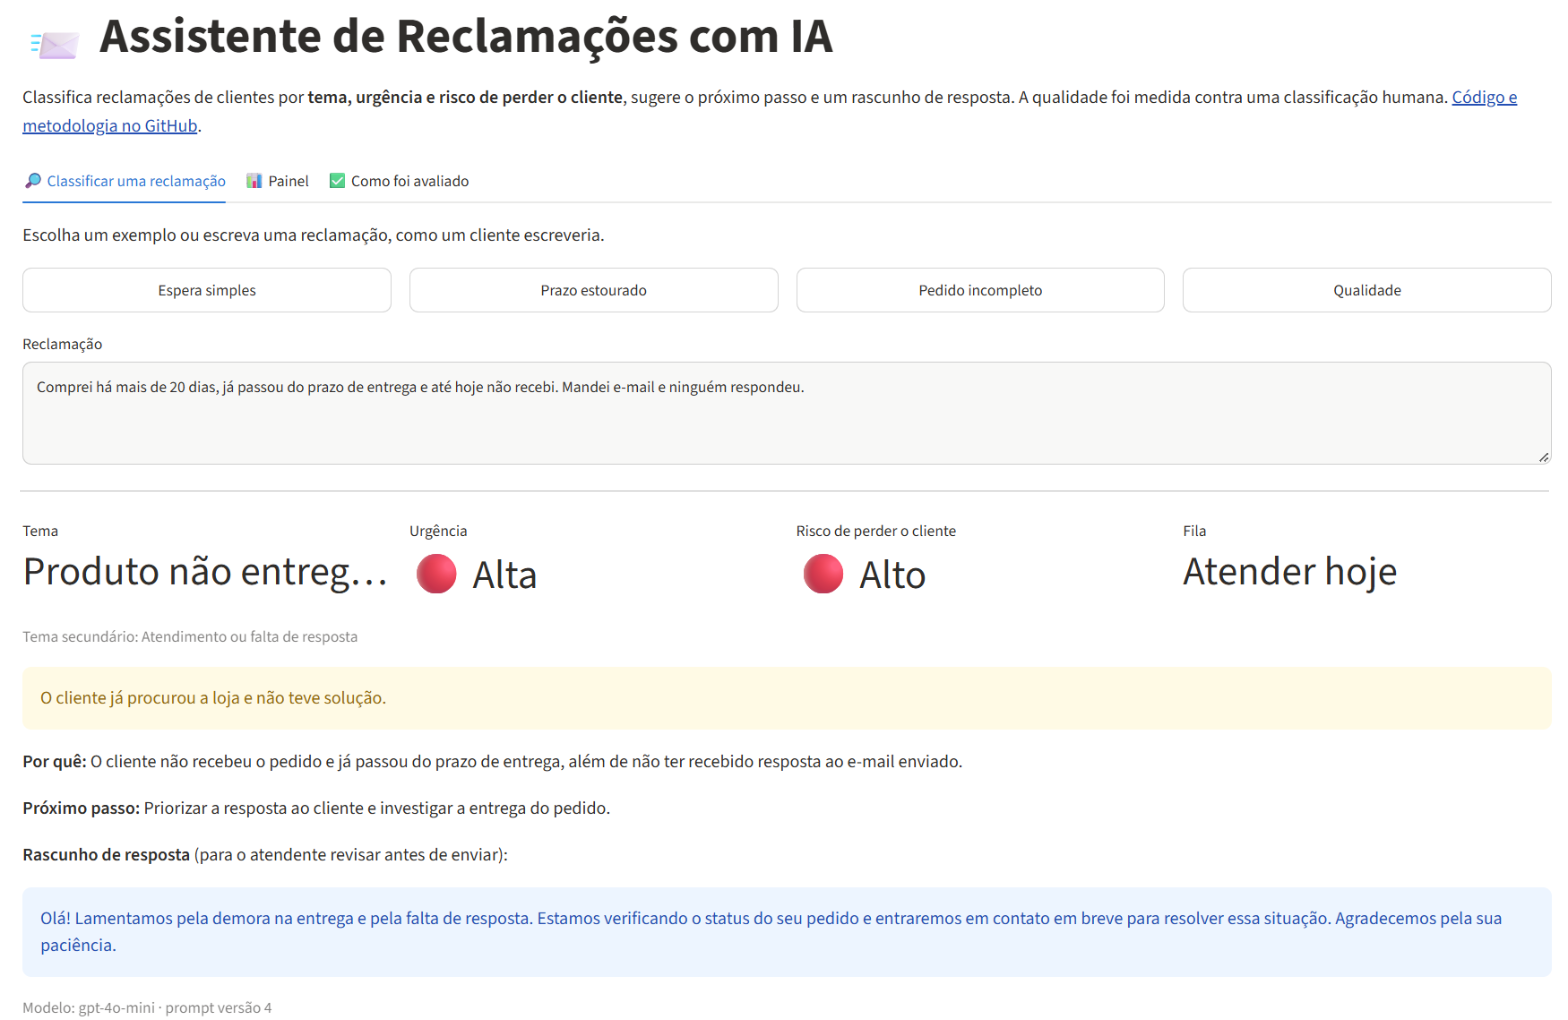 Assistente de Reclamações com IA
Classifica reclamações de clientes por tema, urgência e risco de perder o cliente, sugere o próximo passo e um rascunho de resposta. A qualidade foi medida contra uma classificação humana. Código e
metodologia no GitHub.
Classificar uma reclamação Painel Como foi avaliado
Escolha um exemplo ou escreva uma reclamação, como um cliente escreveria.
Espera simples Prazo estourado Pedido incompleto Qualidade
Reclamação
Comprei há mais de 20 dias, já passou do prazo de entrega e até hoje não recebi. Mandei e-mail e ninguém respondeu.
Tema Urgência Risco de perder o cliente Fila
Produto não entreg... Alta Alto Atender hoje
Tema secundário: Atendimento ou falta de resposta
O cliente já procurou a loja e não teve solução.
Por quê: O cliente não recebeu o pedido e já passou do prazo de entrega, além de não ter recebido resposta ao e-mail enviado.
Próximo passo: Priorizar a resposta ao cliente e investigar a entrega do pedido.
Rascunho de resposta (para o atendente revisar antes de enviar):
Olá! Lamentamos pela demora na entrega e pela falta de resposta. Estamos verificando o status do seu pedido e entraremos em contato em breve para resolver essa situação. Agradecemos pela sua
paciência.
Modelo: gpt-4o-mini · prompt versão 4